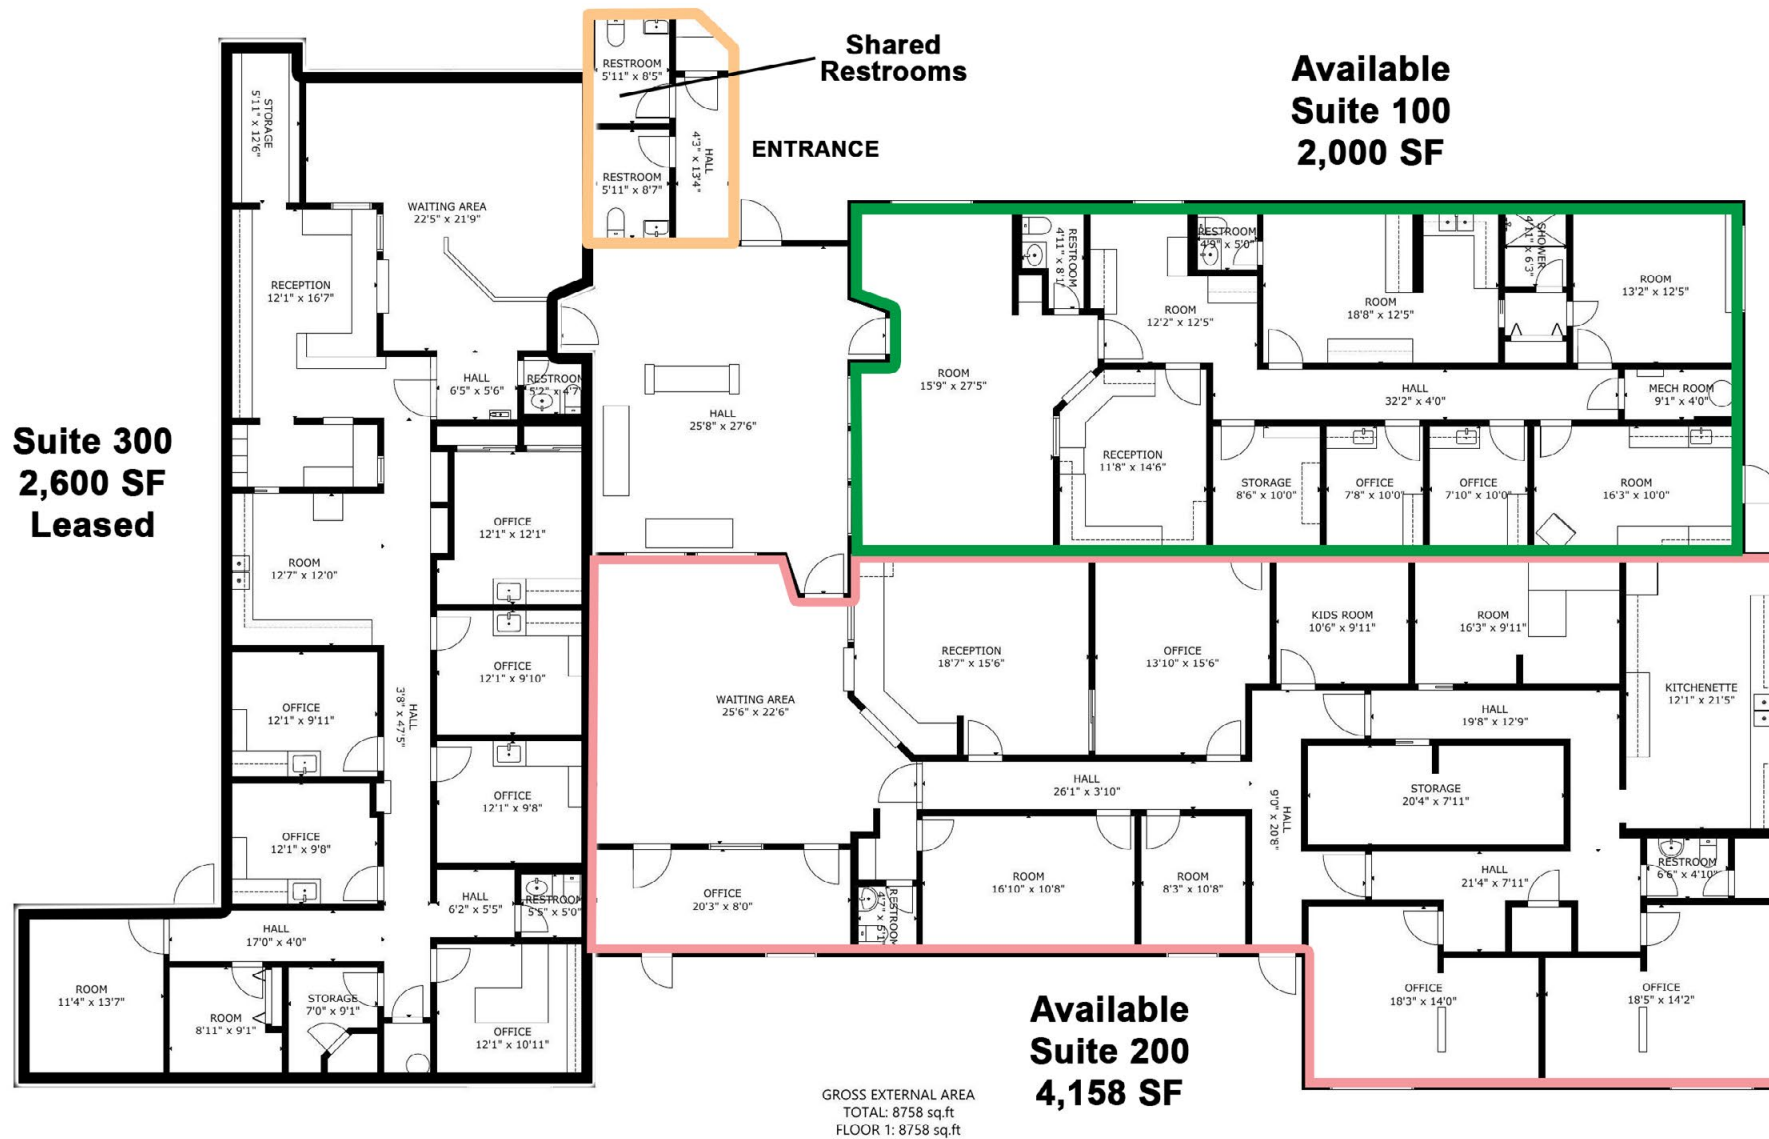 Shared
Restrooms
Available
Suite 100
2,000 SF
ENTRANCE
RESTROOM
5'11" x 8'5"
HALL
4'3" x 13'4"
RESTROOM
5'11" x 8'7"
Suite 300
2,600 SF
Leased
STORAGE
5'11" x 12'6"
WAITING AREA
22'5" x 21'9"
RECEPTION
12'1" x 16'7"
HALL
6'5" x 5'6"
RESTROOM
5'2" x 4'7"
OFFICE
12'1" x 12'1"
ROOM
12'7" x 12'0"
OFFICE
12'1" x 9'10"
OFFICE
12'1" x 9'11"
HALL
3'8" x 47'5"
OFFICE
12'1" x 9'8"
OFFICE
12'1" x 9'8"
HALL
6'2" x 5'5"
RESTROOM
5'5" x 5'0"
HALL
17'0" x 4'0"
ROOM
11'4" x 13'7"
ROOM
8'11" x 9'1"
STORAGE
7'0" x 9'1"
OFFICE
12'1" x 10'11"
HALL
25'8" x 27'6"
ROOM
15'9" x 27'5"
RESTROOM
4'11" x 8'1
ROOM
12'2" x 12'5"
RESTROOM
4'9" x 5'0"
ROOM
18'8" x 12'5"
SHOWER
4'11" x 6'3"
ROOM
13'2" x 12'5"
HALL
32'2" x 4'0"
MECH ROOM
9'1" x 4'0"
RECEPTION
11'8" x 14'6"
STORAGE
8'6" x 10'0"
OFFICE
7'8" x 10'0"
OFFICE
7'10" x 10'0"
ROOM
16'3" x 10'0"
WAITING AREA
25'6" x 22'6"
RECEPTION
18'7" x 15'6"
OFFICE
13'10" x 15'6"
KIDS ROOM
10'6" x 9'11"
ROOM
16'3" x 9'11"
KITCHENETTE
12'1" x 21'5"
HALL
19'8" x 12'9"
HALL
26'1" x 3'10"
HALL
9'0" x 20'8"
STORAGE
20'4" x 7'11"
OFFICE
20'3" x 8'0"
RESTROOM
4'7" x 5'1"
ROOM
16'10" x 10'8"
ROOM
8'3" x 10'8"
HALL
21'4" x 7'11"
RESTROOM
6'6" x 4'10"
OFFICE
18'3" x 14'0"
OFFICE
18'5" x 14'2"
Available
Suite 200
4,158 SF
GROSS EXTERNAL AREA
TOTAL: 8758 sq.ft
FLOOR 1: 8758 sq.ft